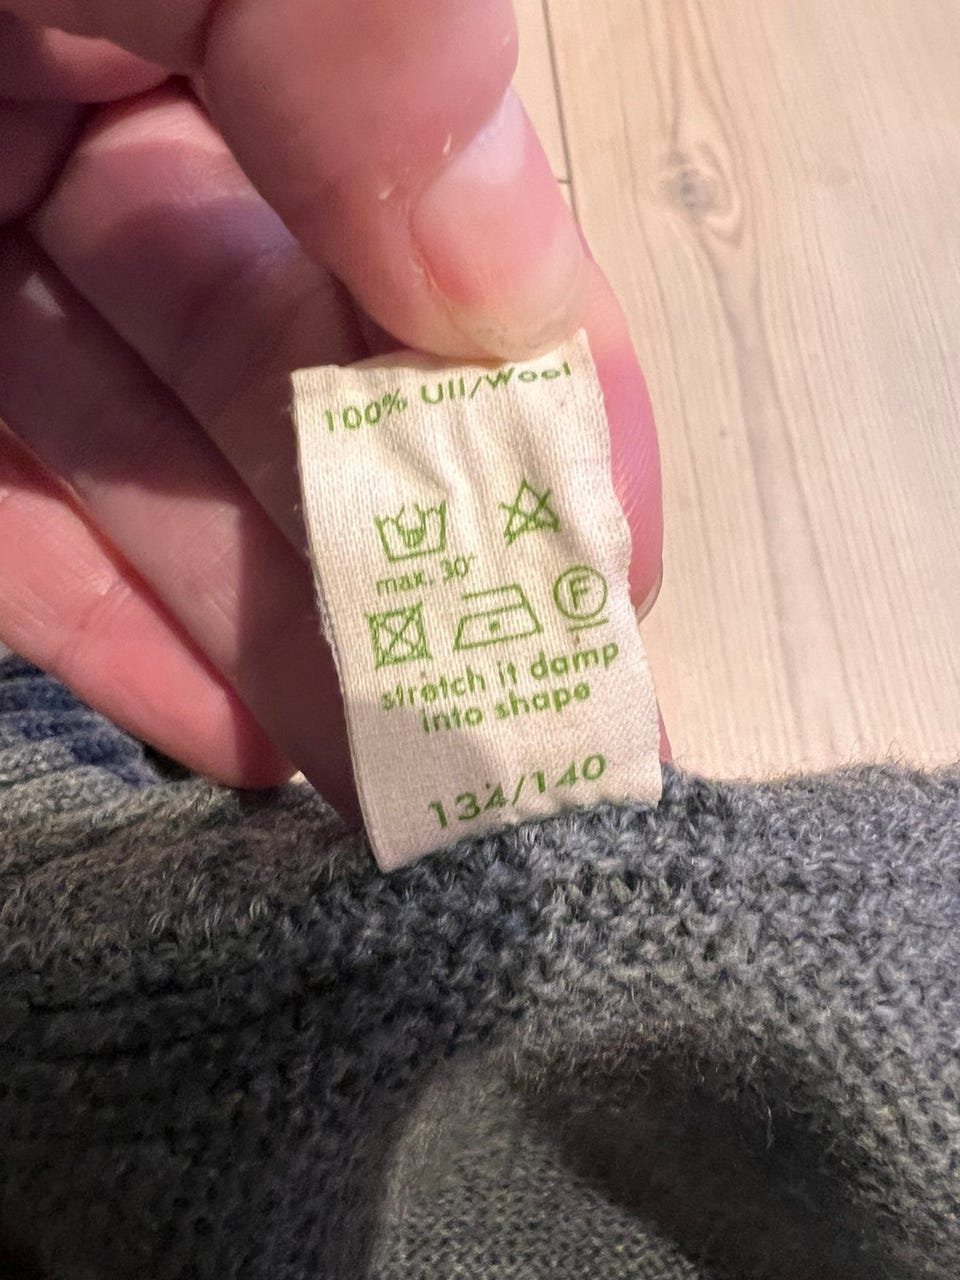 100% Ull/Wool
max. 30°
F
stretch it damp
into shape
134/140